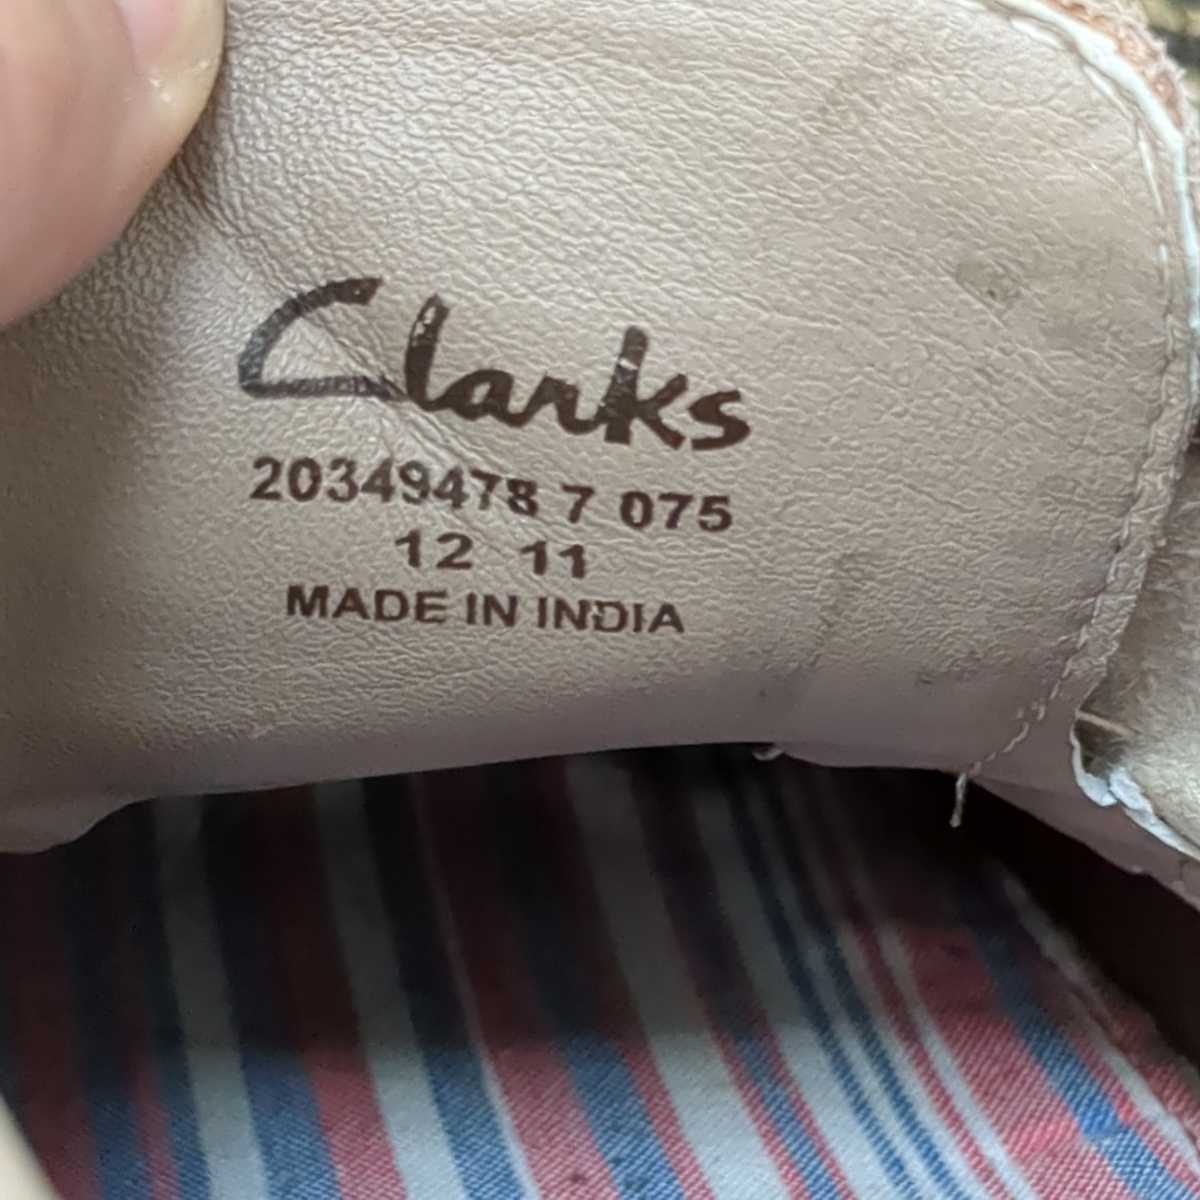 Clarks
20349478 7 075
12 11
MADE IN INDIA